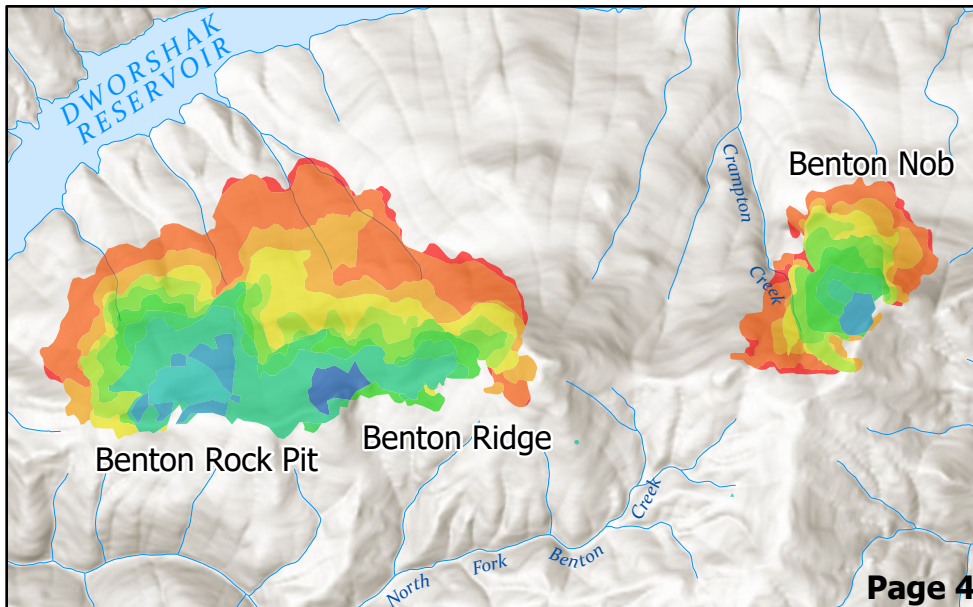 DWORSHAK
RESERVOIR
Benton Nob
Crampton
Creek
Benton Ridge
Benton Rock Pit
North Fork Benton Creek
Page 4